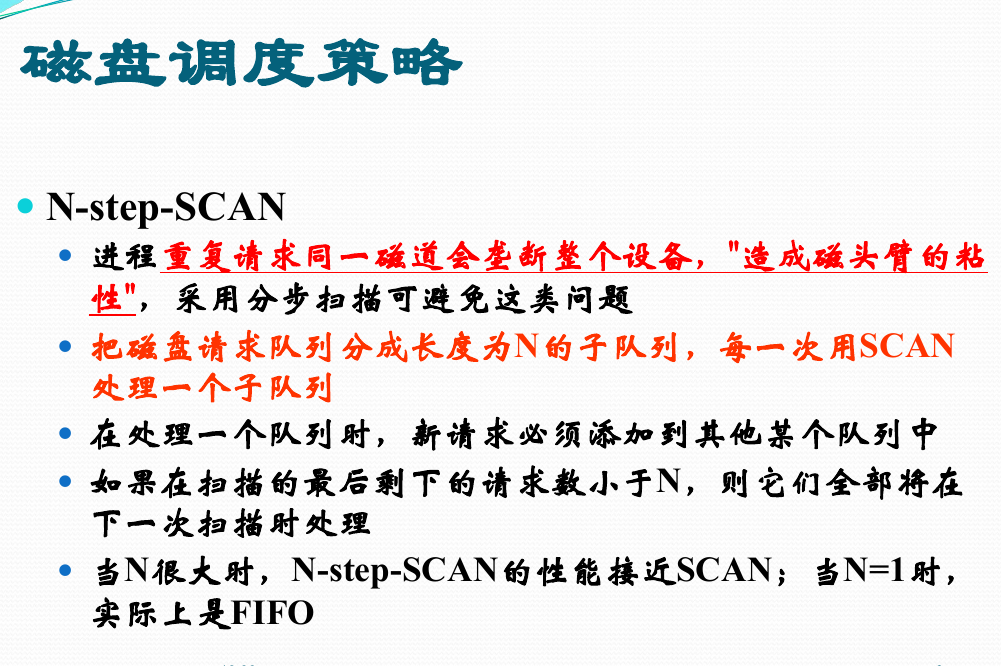 磁盘调度策略
N-step-SCAN
进程重复请求同一磁道会垄断整个设备，"造成磁头臂的粘
性"，采用分步扫描可避免这类问题
把磁盘请求队列分成长度为N的子队列，每一次用SCAN
处理一个子队列
在处理一个队列时，新请求必须添加到其他某个队列中
如果在扫描的最后剩下的请求数小于N，则它们全部将在
下一次扫描时处理
当N很大时，N-step-SCAN的性能接近SCAN；当N=1时，
实际上是FIFO